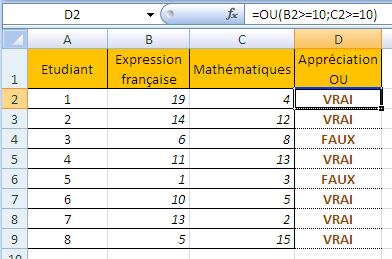 D2 fx =OU(B2>=10;C2>=10)
A B C D
1 Etudiant Expression française Mathématiques Appréciation OU
2 1 19 4 VRAI
3 2 14 12 VRAI
4 3 6 8 FAUX
5 4 11 13 VRAI
6 5 1 3 FAUX
7 6 10 5 VRAI
8 7 13 2 VRAI
9 8 5 15 VRAI
10